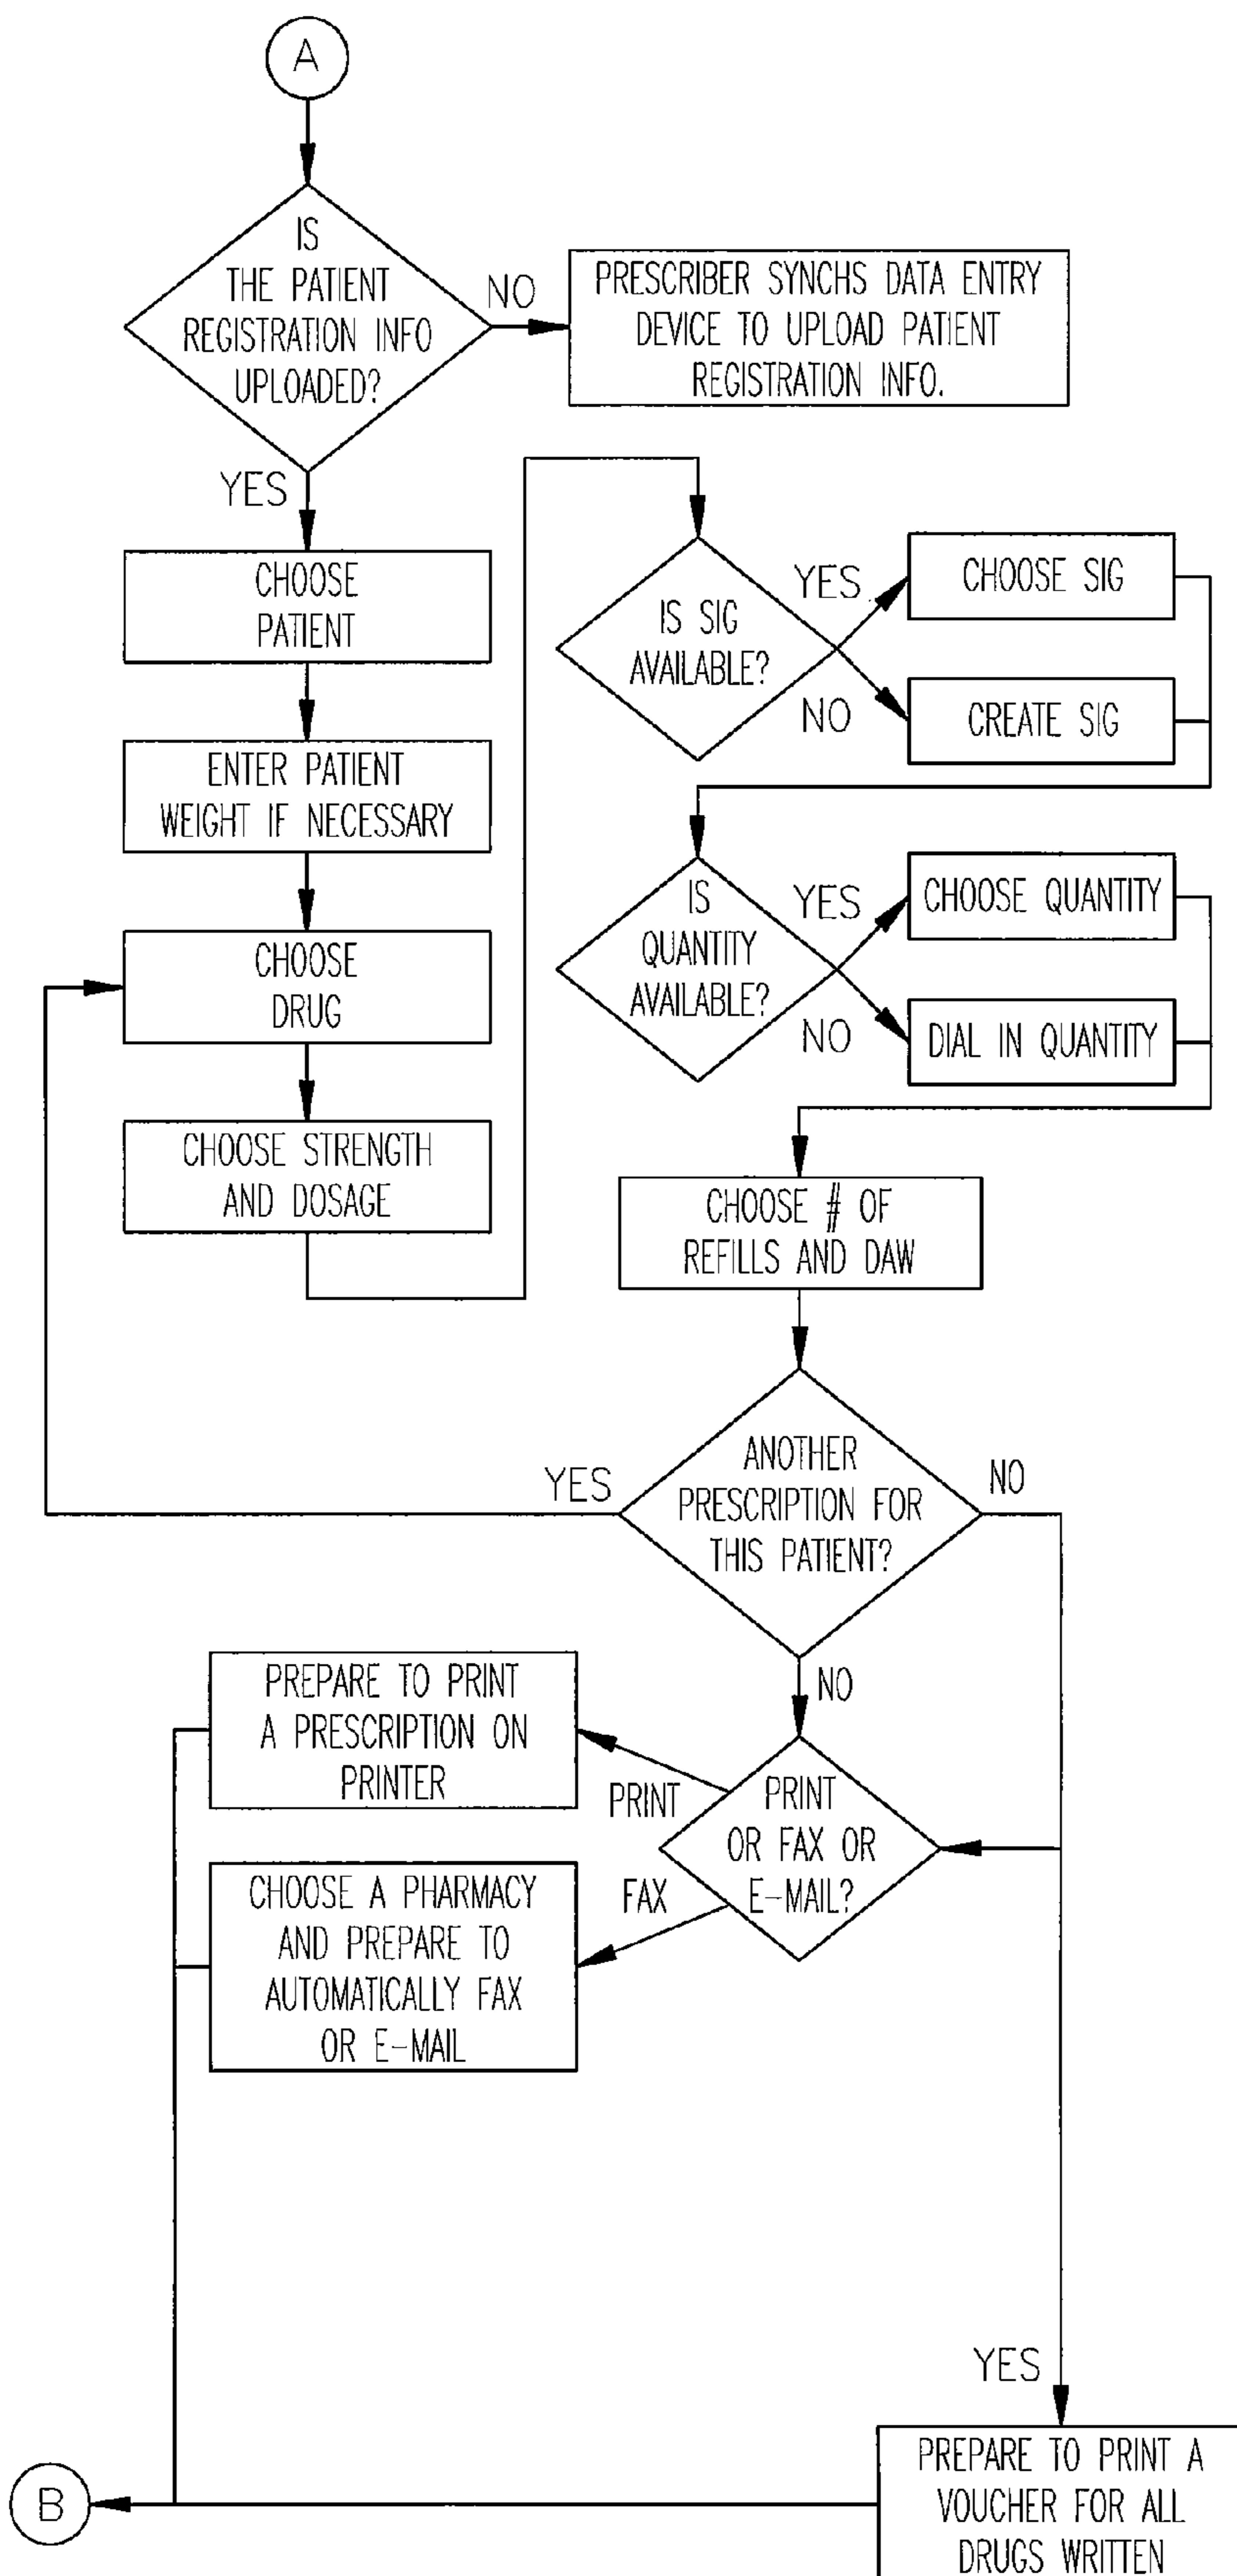 A
IS
THE PATIENT
REGISTRATION INFO
UPLOADED?
NO
PRESCRIBER SYNCHS DATA ENTRY
DEVICE TO UPLOAD PATIENT
REGISTRATION INFO.
YES
CHOOSE
PATIENT
ENTER PATIENT
WEIGHT IF NECESSARY
CHOOSE
DRUG
CHOOSE STRENGTH
AND DOSAGE
IS SIG
AVAILABLE?
YES
CHOOSE SIG
NO
CREATE SIG
IS
QUANTITY
AVAILABLE?
YES
CHOOSE QUANTITY
NO
DIAL IN QUANTITY
CHOOSE # OF
REFILLS AND DAW
ANOTHER
PRESCRIPTION FOR
THIS PATIENT?
YES
NO
NO
PRINT
OR FAX OR
E-MAIL?
PRINT
PREPARE TO PRINT
A PRESCRIPTION ON
PRINTER
FAX
CHOOSE A PHARMACY
AND PREPARE TO
AUTOMATICALLY FAX
OR E-MAIL
YES
PREPARE TO PRINT A
VOUCHER FOR ALL
DRUGS WRITTEN
B